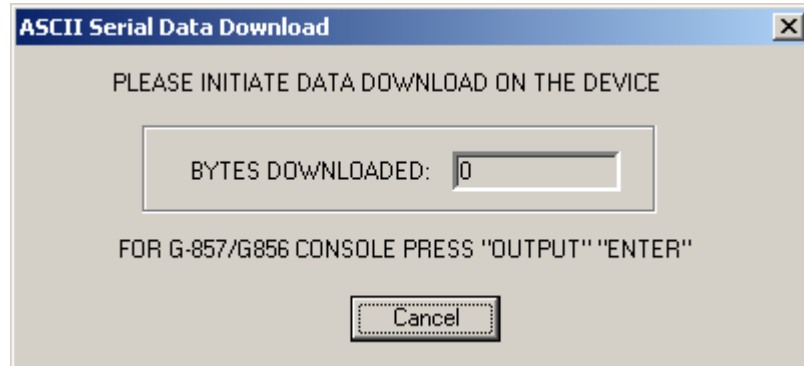 ASCII Serial Data Download
PLEASE INITIATE DATA DOWNLOAD ON THE DEVICE
BYTES DOWNLOADED: 0
FOR G-857/G856 CONSOLE PRESS "OUTPUT" "ENTER"
Cancel